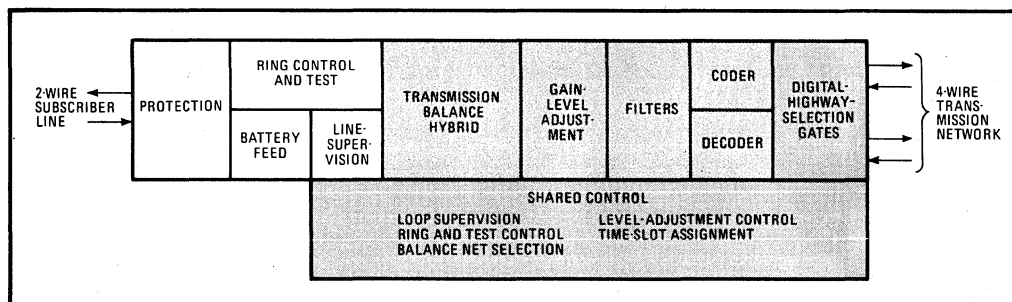 2-WIRE
SUBSCRIBER
LINE
PROTECTION
RING CONTROL
AND TEST
BATTERY
FEED
LINE-
SUPER-
VISION
TRANSMISSION
BALANCE
HYBRID
GAIN-
LEVEL
ADJUST-
MENT
FILTERS
CODER
DECODER
DIGITAL-
HIGHWAY-
SELECTION
GATES
4-WIRE
TRANS-
MISSION
NETWORK
SHARED CONTROL
LOOP SUPERVISION
RING AND TEST CONTROL
BALANCE NET SELECTION
LEVEL-ADJUSTMENT CONTROL
TIME-SLOT ASSIGNMENT